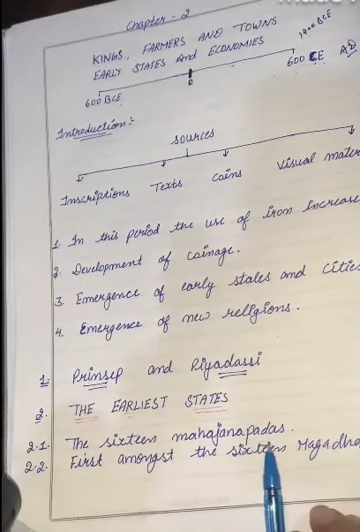 Chapter - 2
KINGS, FARMERS AND TOWNS
EARLY STATES and ECONOMIES
1900 BCE
600 BCE
0
600 CE AD
Introduction:-
sources
Inscriptions Texts Coins Visual mater
1. In this period the use of iron increase
2. Development of coinage.
3. Emergence of early states and citie
4. Emergence of new religions.
1. Prinsep and Piyadassi
2. THE EARLIEST STATES
2.1. The sixteen mahajanapadas.
2.2. First amongst the sixteen Magadha